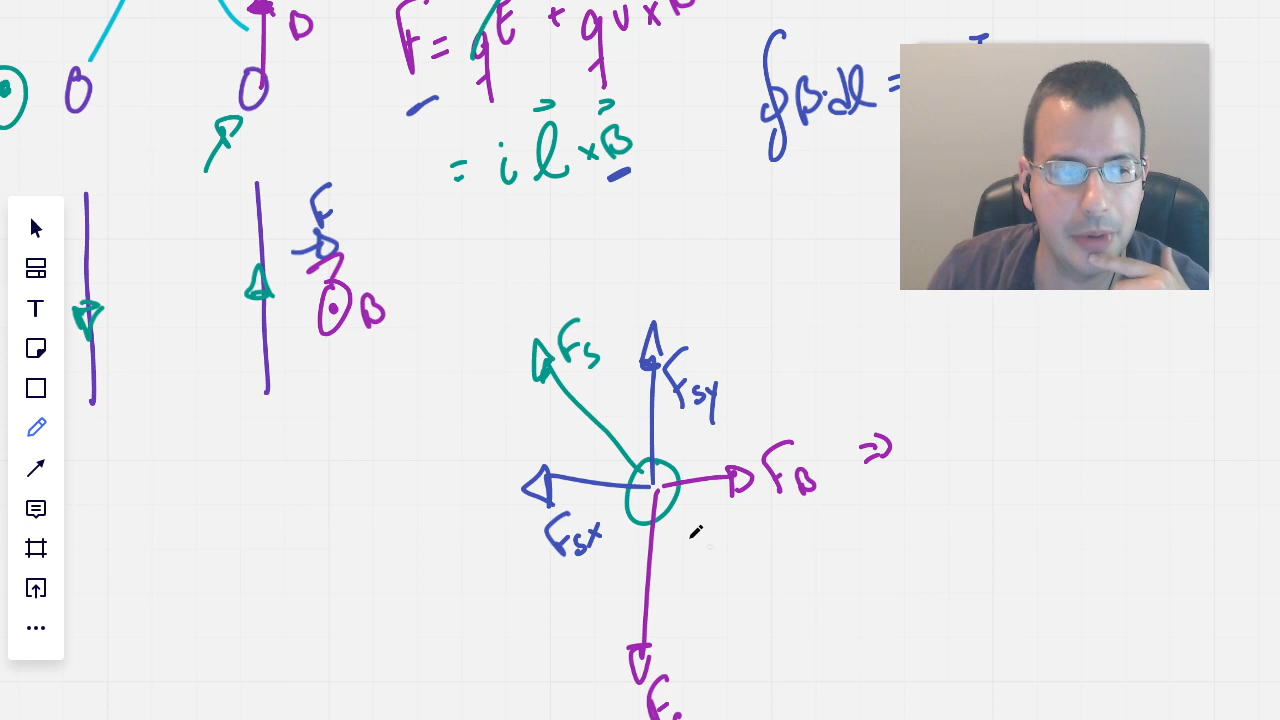 F = qE + qv×B
= i l⃗ × B⃗
∮B·dl =
B
F
B
Fs
Fsy
FB ⇒
Fsx
T